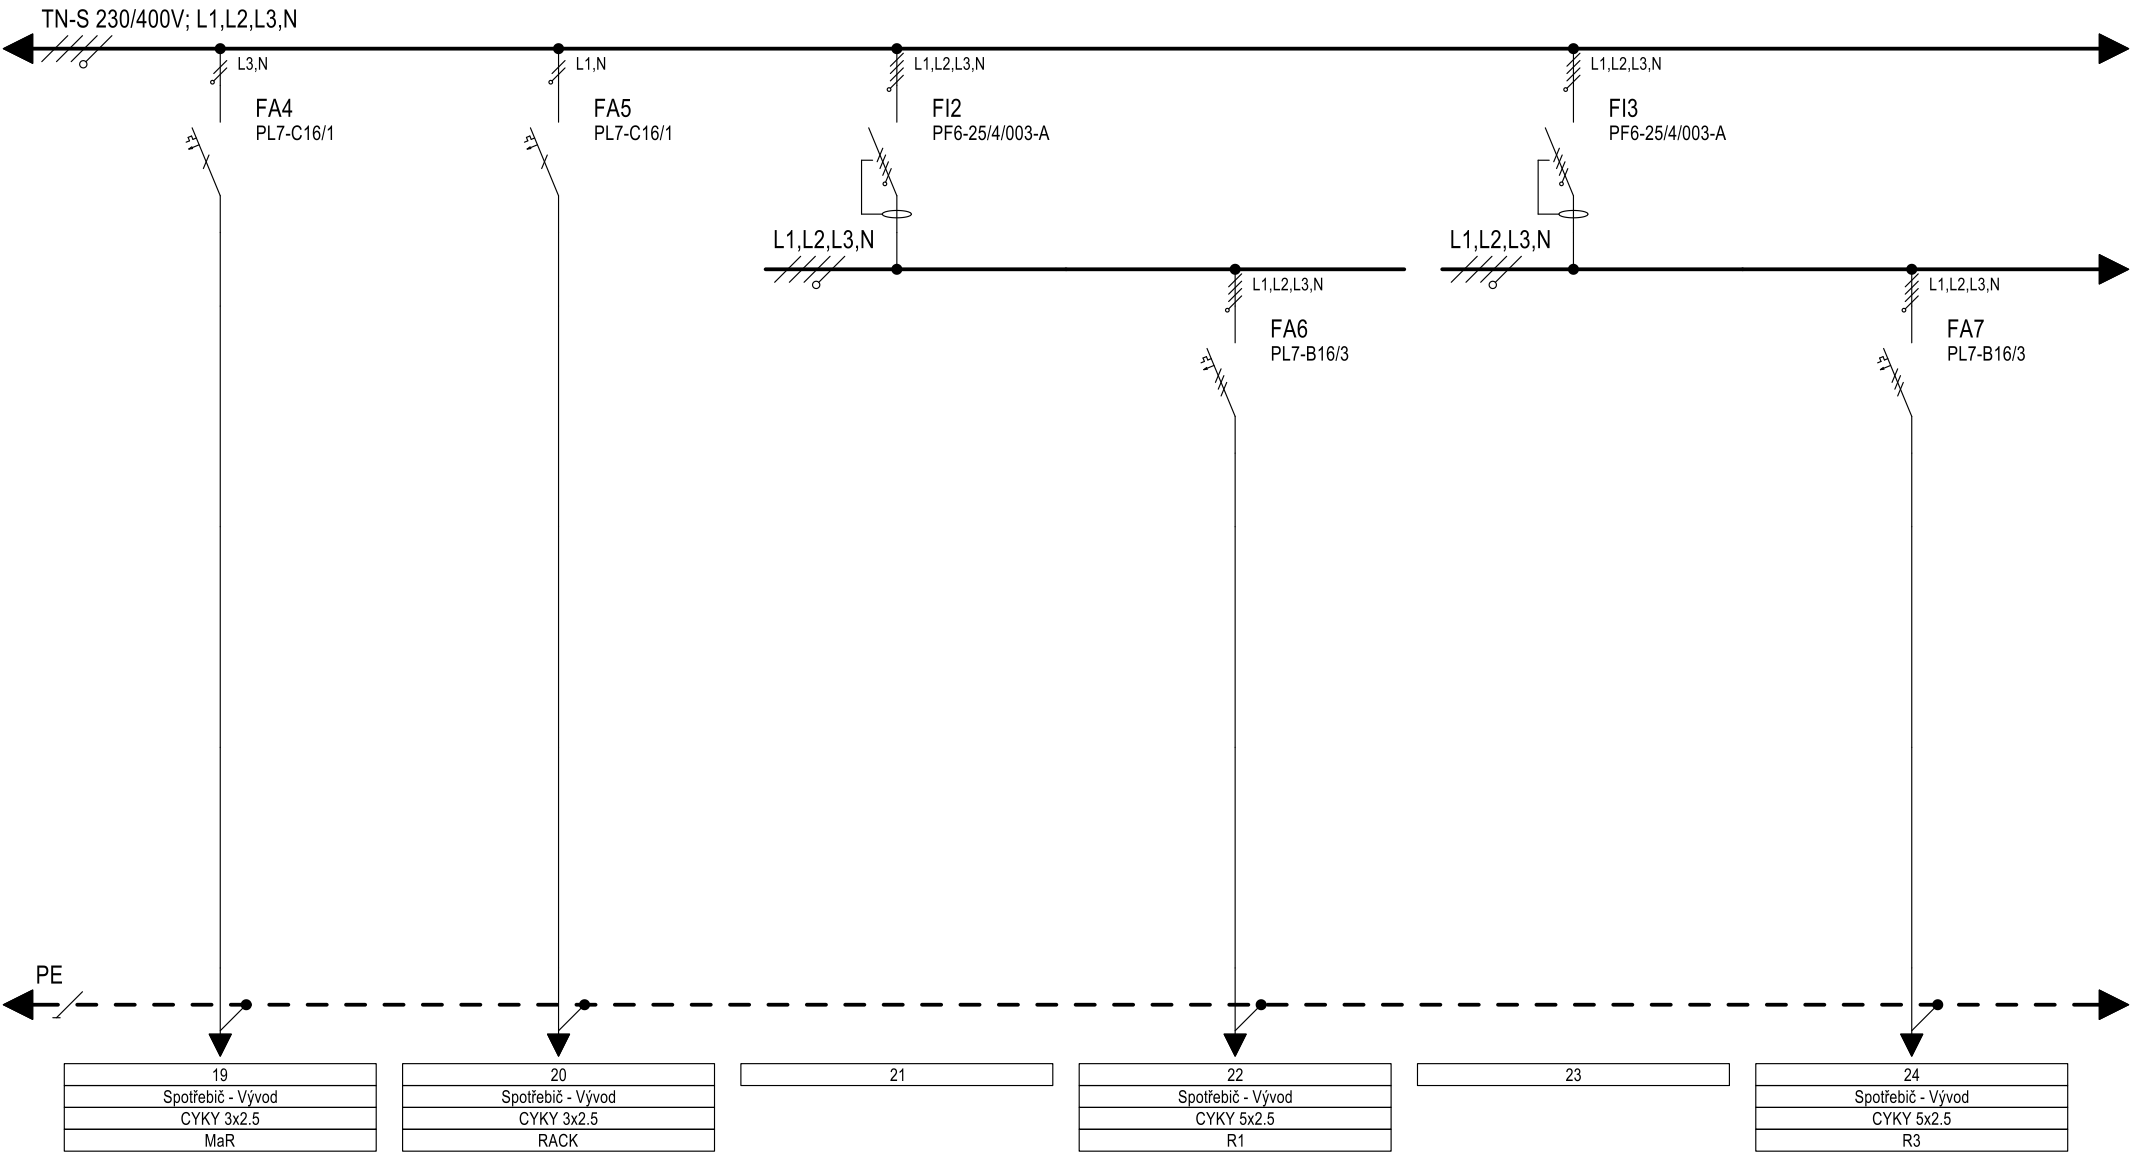 TN-S 230/400V; L1,L2,L3,N
L3,N
L1,N
L1,L2,L3,N
L1,L2,L3,N
FA4
PL7-C16/1
FA5
PL7-C16/1
FI2
PF6-25/4/003-A
FI3
PF6-25/4/003-A
L1,L2,L3,N
L1,L2,L3,N
L1,L2,L3,N
L1,L2,L3,N
FA6
PL7-B16/3
FA7
PL7-B16/3
PE
19
Spotřebič - Vývod
CYKY 3x2.5
MaR
20
Spotřebič - Vývod
CYKY 3x2.5
RACK
21
22
Spotřebič - Vývod
CYKY 5x2.5
R1
23
24
Spotřebič - Vývod
CYKY 5x2.5
R3